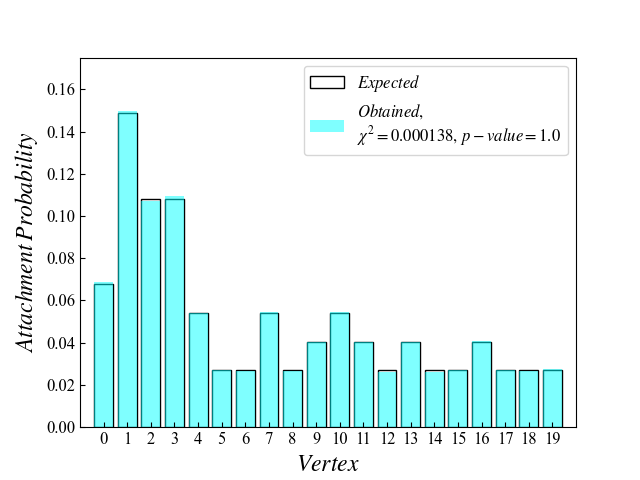 Expected
Obtained,
χ² = 0.000138, p − value = 1.0
Attachment Probability
0.16
0.14
0.12
0.10
0.08
0.06
0.04
0.02
0.00
0 1 2 3 4 5 6 7 8 9 10 11 12 13 14 15 16 17 18 19
Vertex